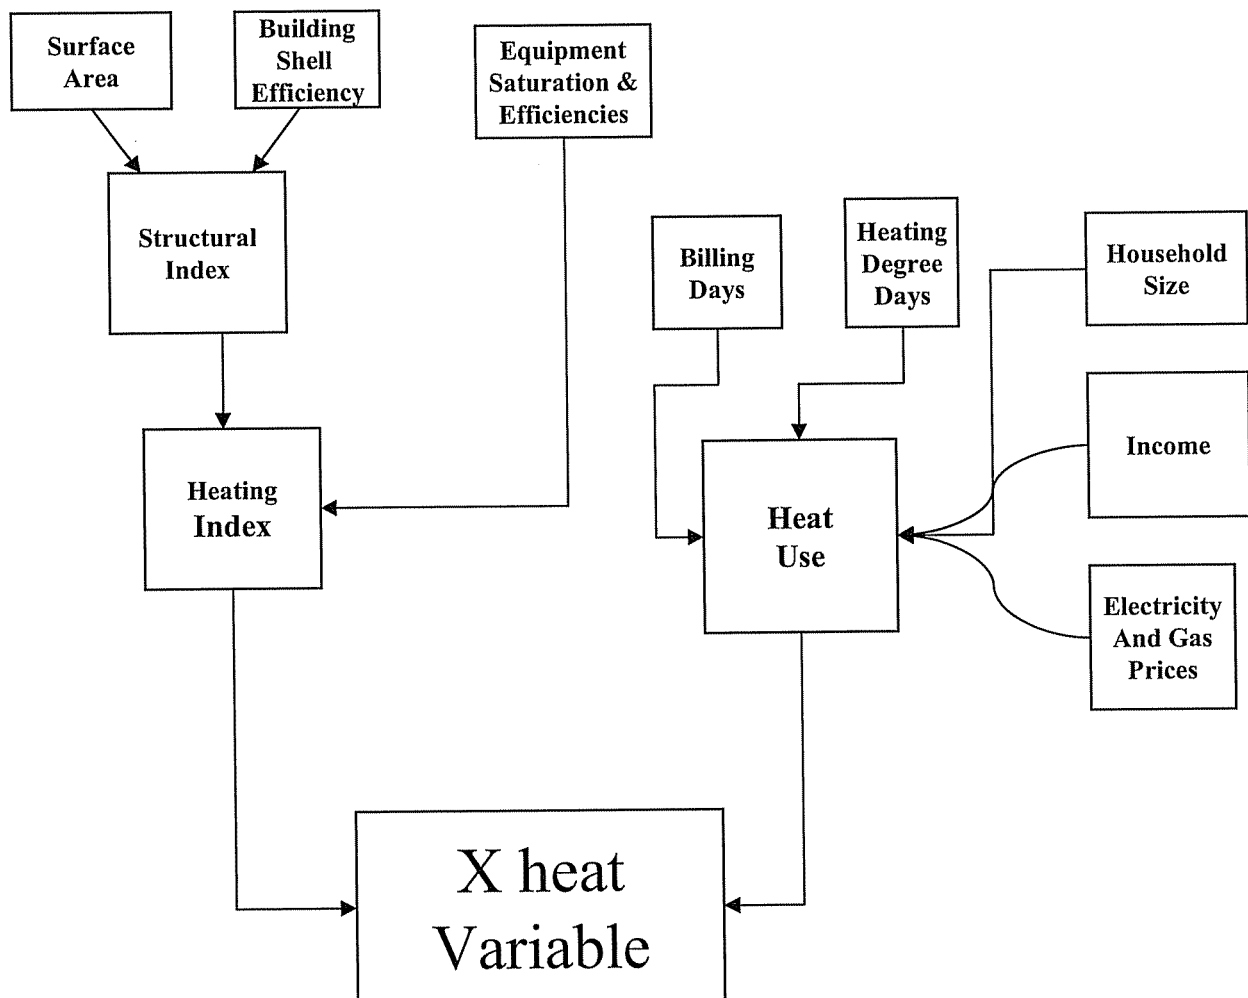 Surface
Area
Building
Shell
Efficiency
Equipment
Saturation &
Efficiencies
Structural
Index
Billing
Days
Heating
Degree
Days
Household
Size
Income
Heating
Index
Heat
Use
Electricity
And Gas
Prices
X heat
Variable